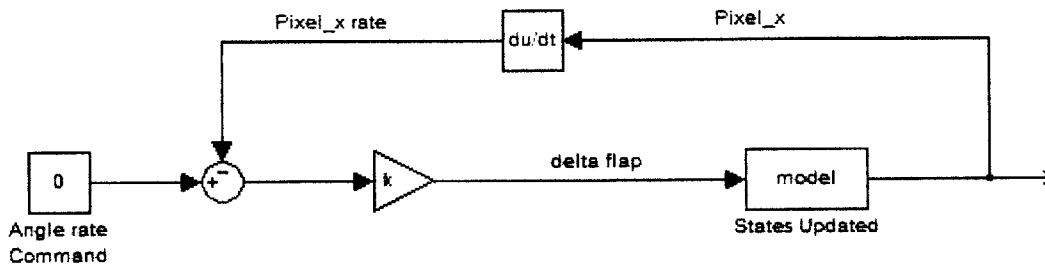 Pixel_x rate
Pixel_x
du/dt
0
+
-
k
delta flap
model
Angle rate
Command
States Updated